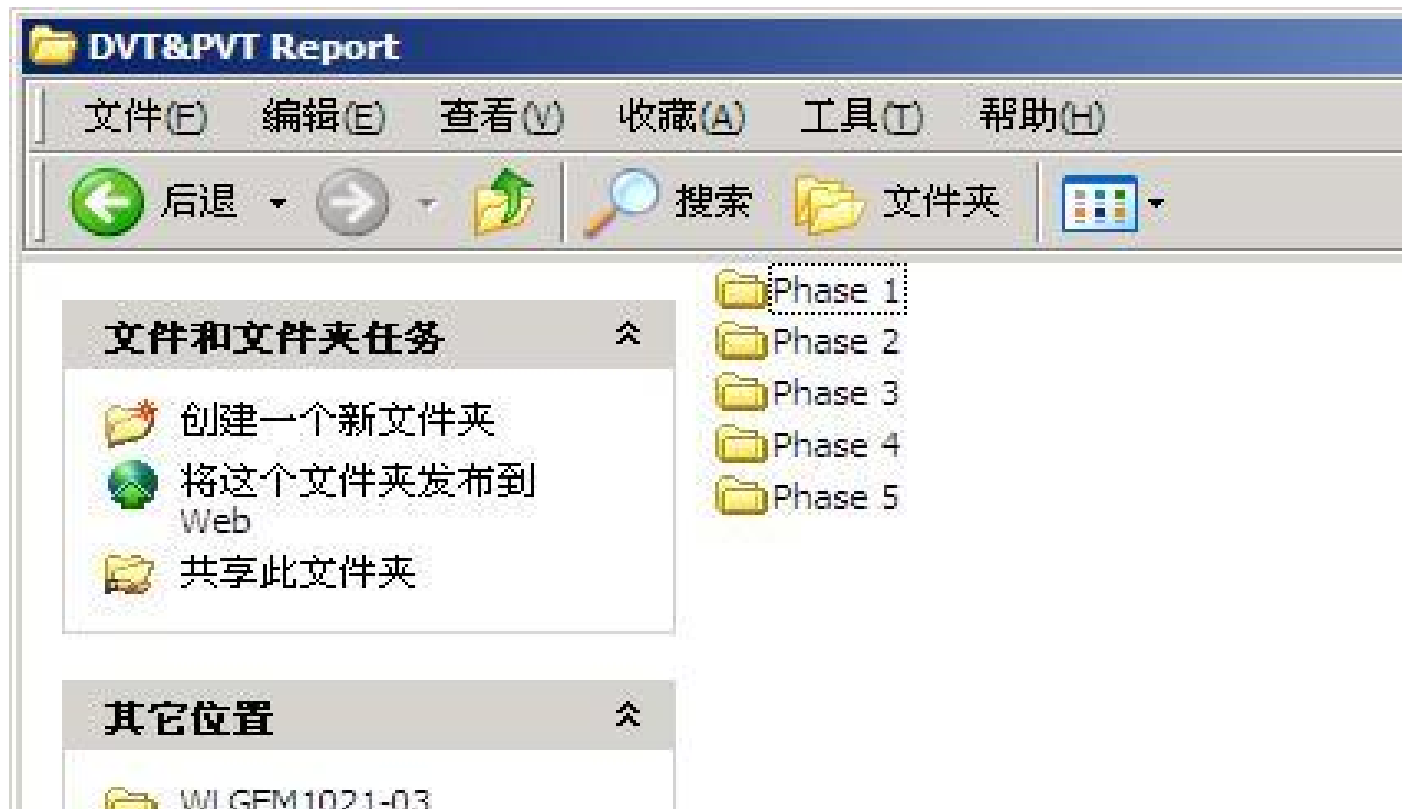 DVT&PVT Report
文件(F) 编辑(E) 查看(V) 收藏(A) 工具(T) 帮助(H)
后退 搜索 文件夹
文件和文件夹任务
创建一个新文件夹
将这个文件夹发布到
Web
共享此文件夹
其它位置
WLGEM1021-03
Phase 1
Phase 2
Phase 3
Phase 4
Phase 5